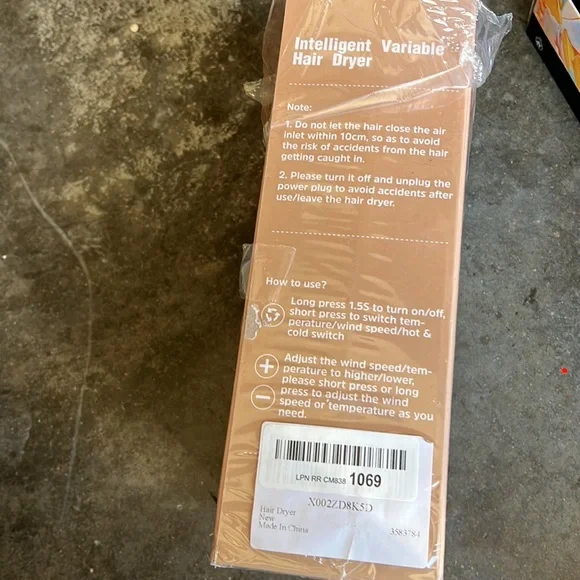 Intelligent Variable
Hair Dryer
Note:
1. Do not let the hair close the air
inlet within 10cm, so as to avoid
the risk of accidents from the hair
getting caught in.
2. Please turn it off and unplug the
power plug to avoid accidents after
use/leave the hair dryer.
How to use?
Long press 1.5S to turn on/off,
short press to switch tem-
perature/wind speed/hot &
cold switch
Adjust the wind speed/tem-
perature to higher/lower,
please short press or long
press to adjust the wind
speed or temperature as you
need.
LPN RR CM838 1069
X002ZD8K5D
Hair Dryer
New
Made In China
3583784